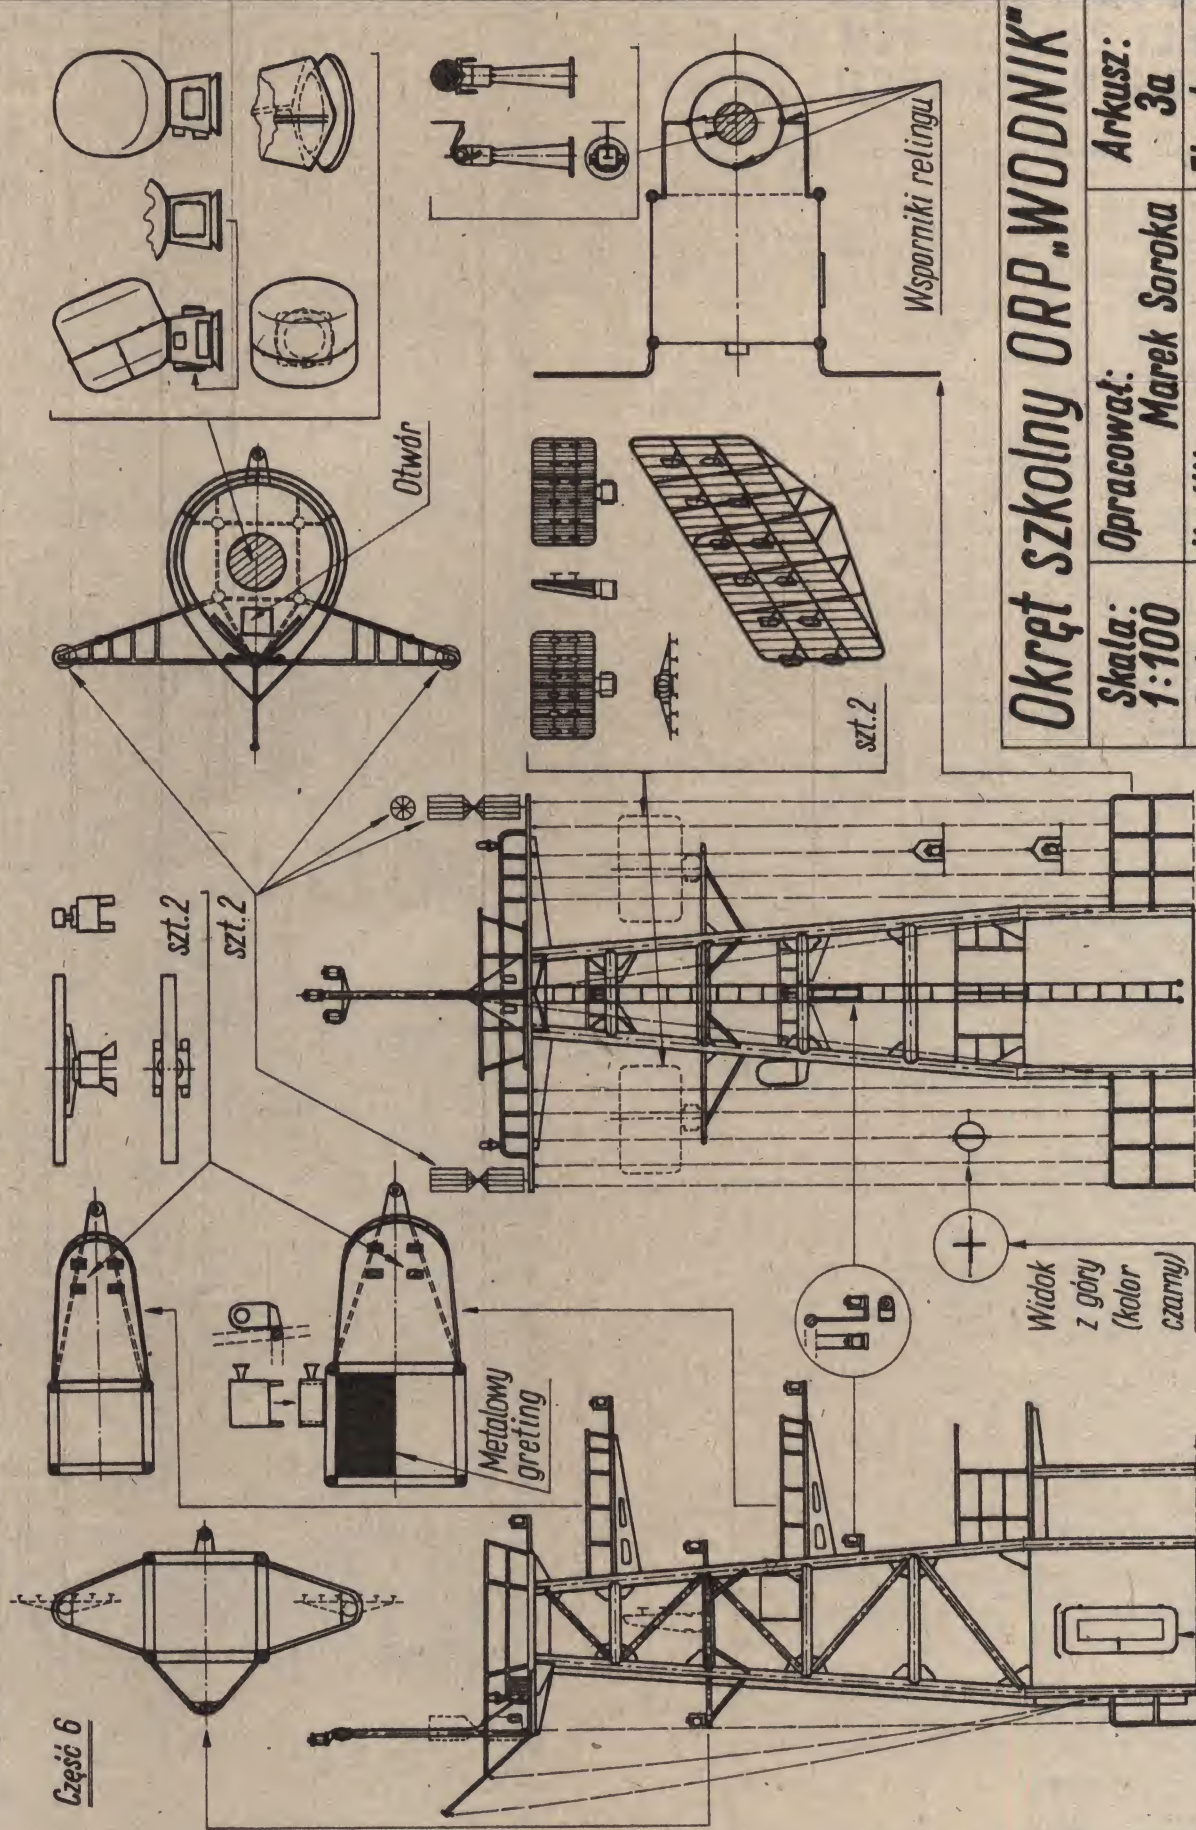 Część 6
Metalowy
greting
szt.2
szt.2
Otwór
szt.2
Widok
z góry
(kolor
czarny)
Wsporniki relingu
Okręt szkolny ORP „WODNIK"
Skala:
1:100
Opracował:
Marek Soroka
Arkusz:
3a